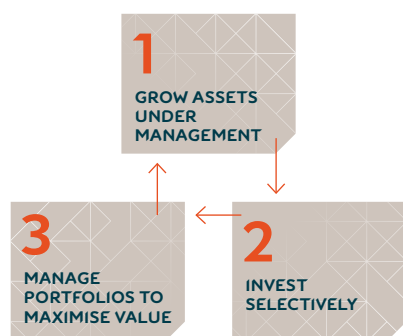 1
GROW ASSETS
UNDER
MANAGEMENT
2
INVEST
SELECTIVELY
3
MANAGE
PORTFOLIOS TO
MAXIMISE VALUE